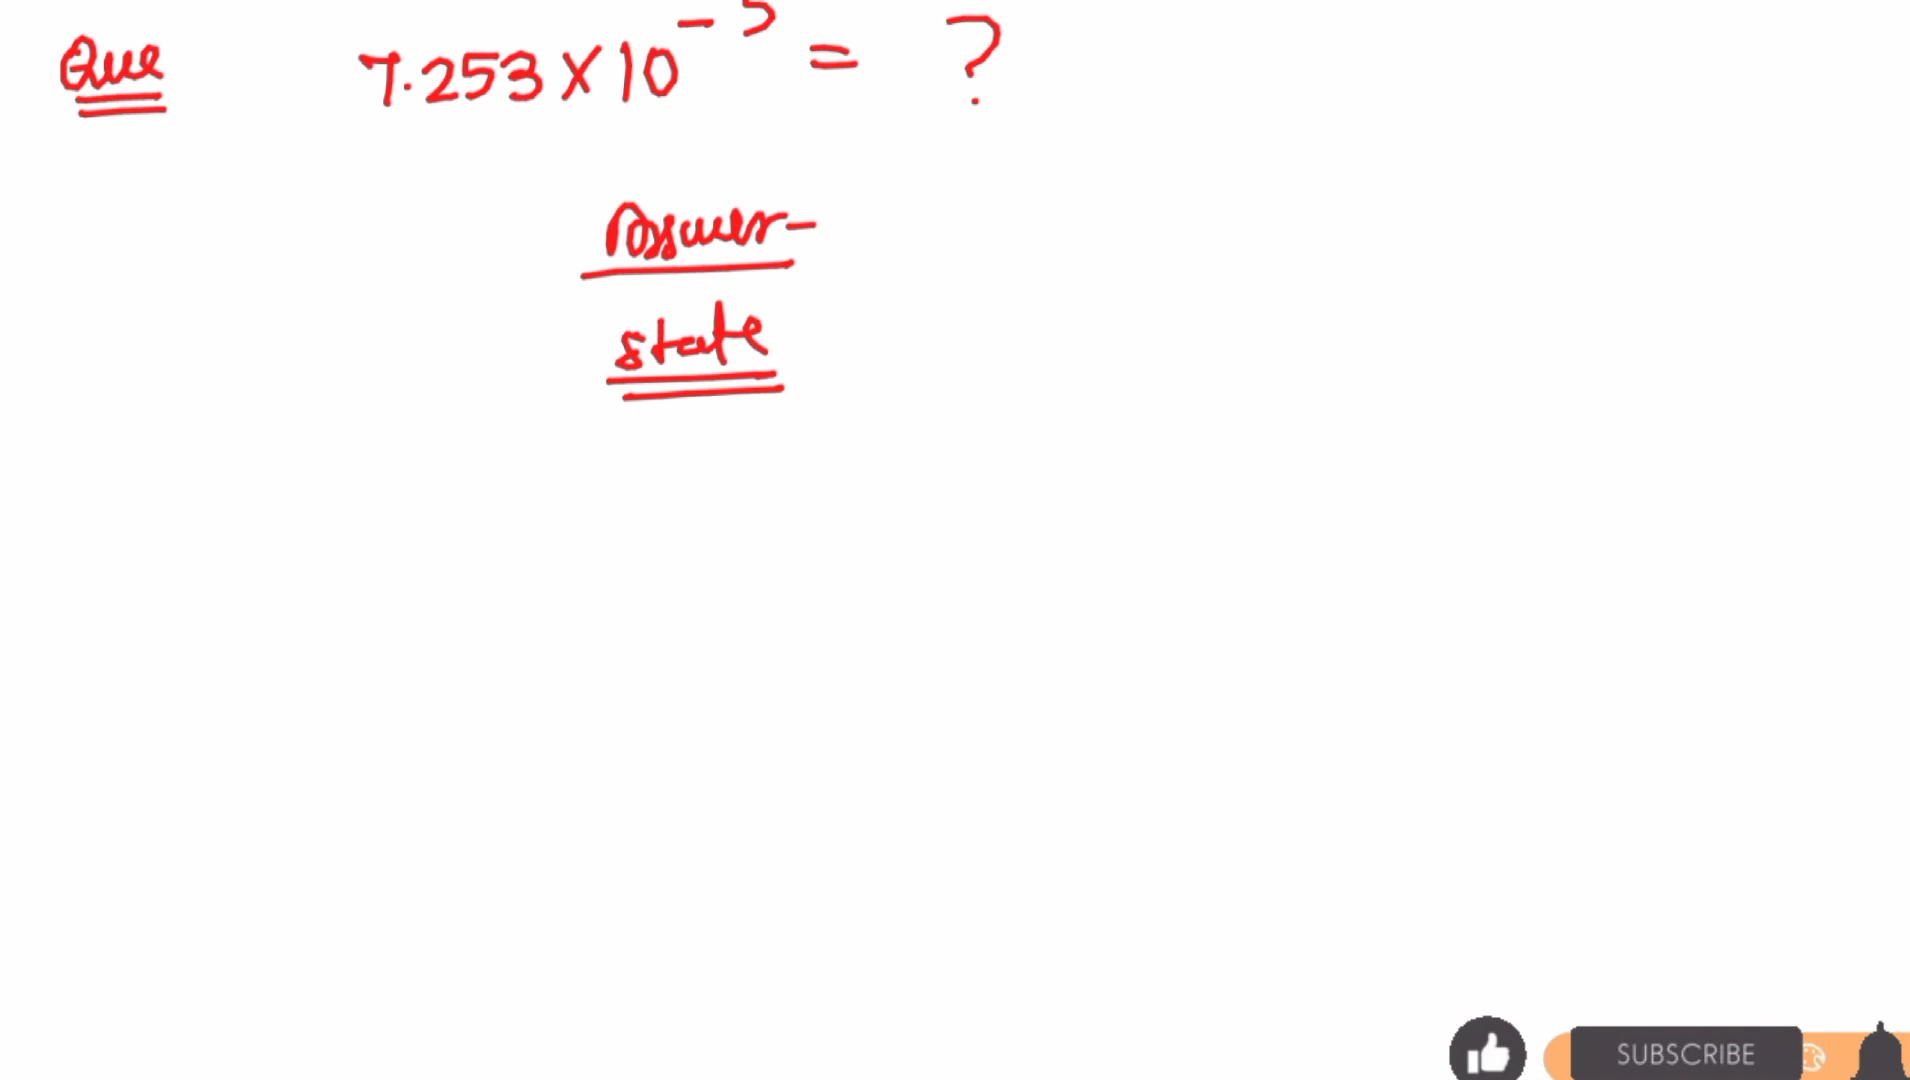 Que 7.253 × 10⁻⁵ = ?
Answer -
state
SUBSCRIBE